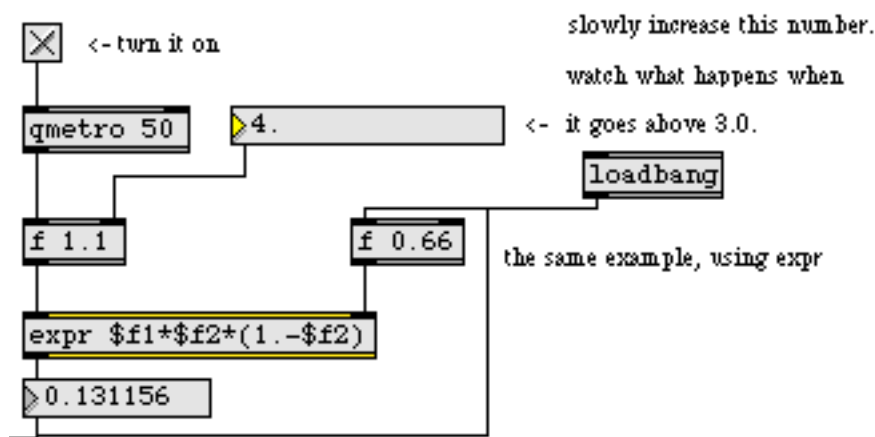 slowly increase this number.
<- turn it on
watch what happens when
qmetro 50
4.
<- it goes above 3.0.
loadbang
f 1.1
f 0.66
the same example, using expr
expr $f1*$f2*(1.-$f2)
0.131156